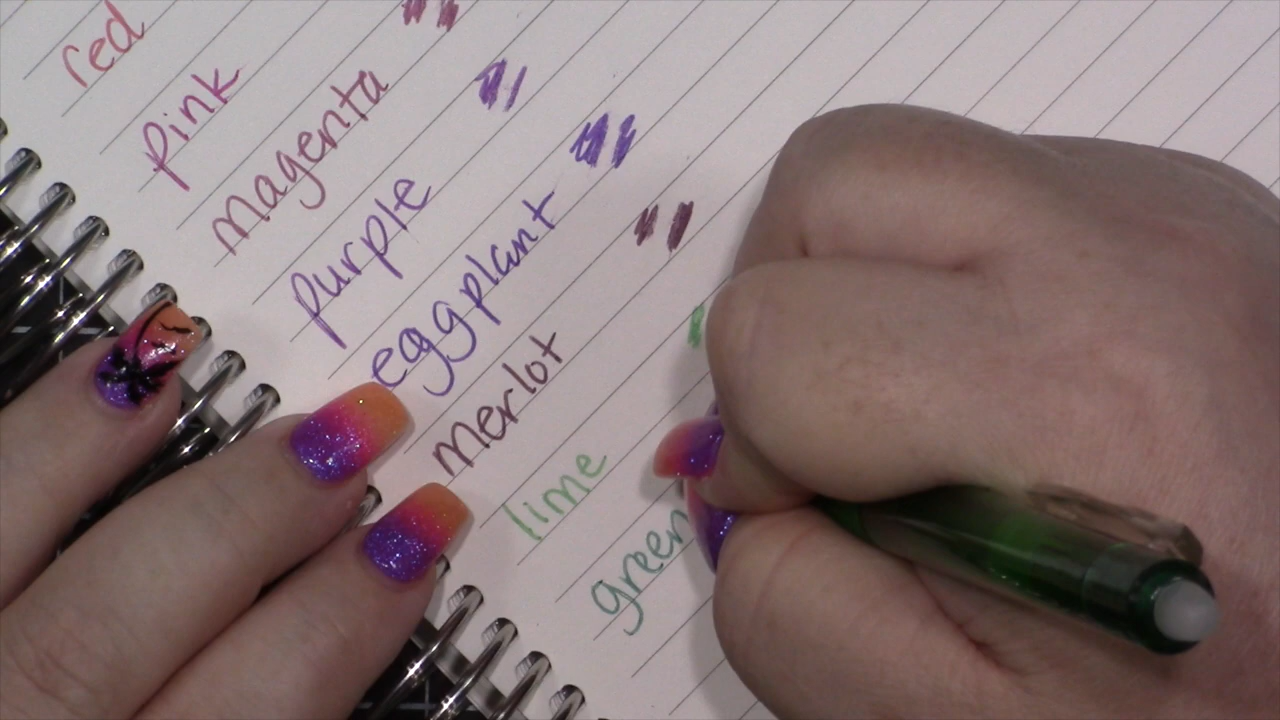 red
pink
magenta
purple
eggplant
merlot
lime
green